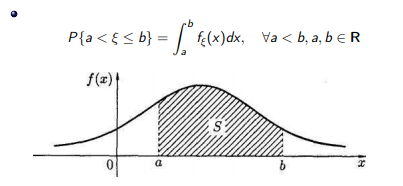 P{a < ξ ≤ b} = ∫_a^b f_ξ(x)dx, ∀a < b, a, b ∈ R
f(x)
S
0 a b x